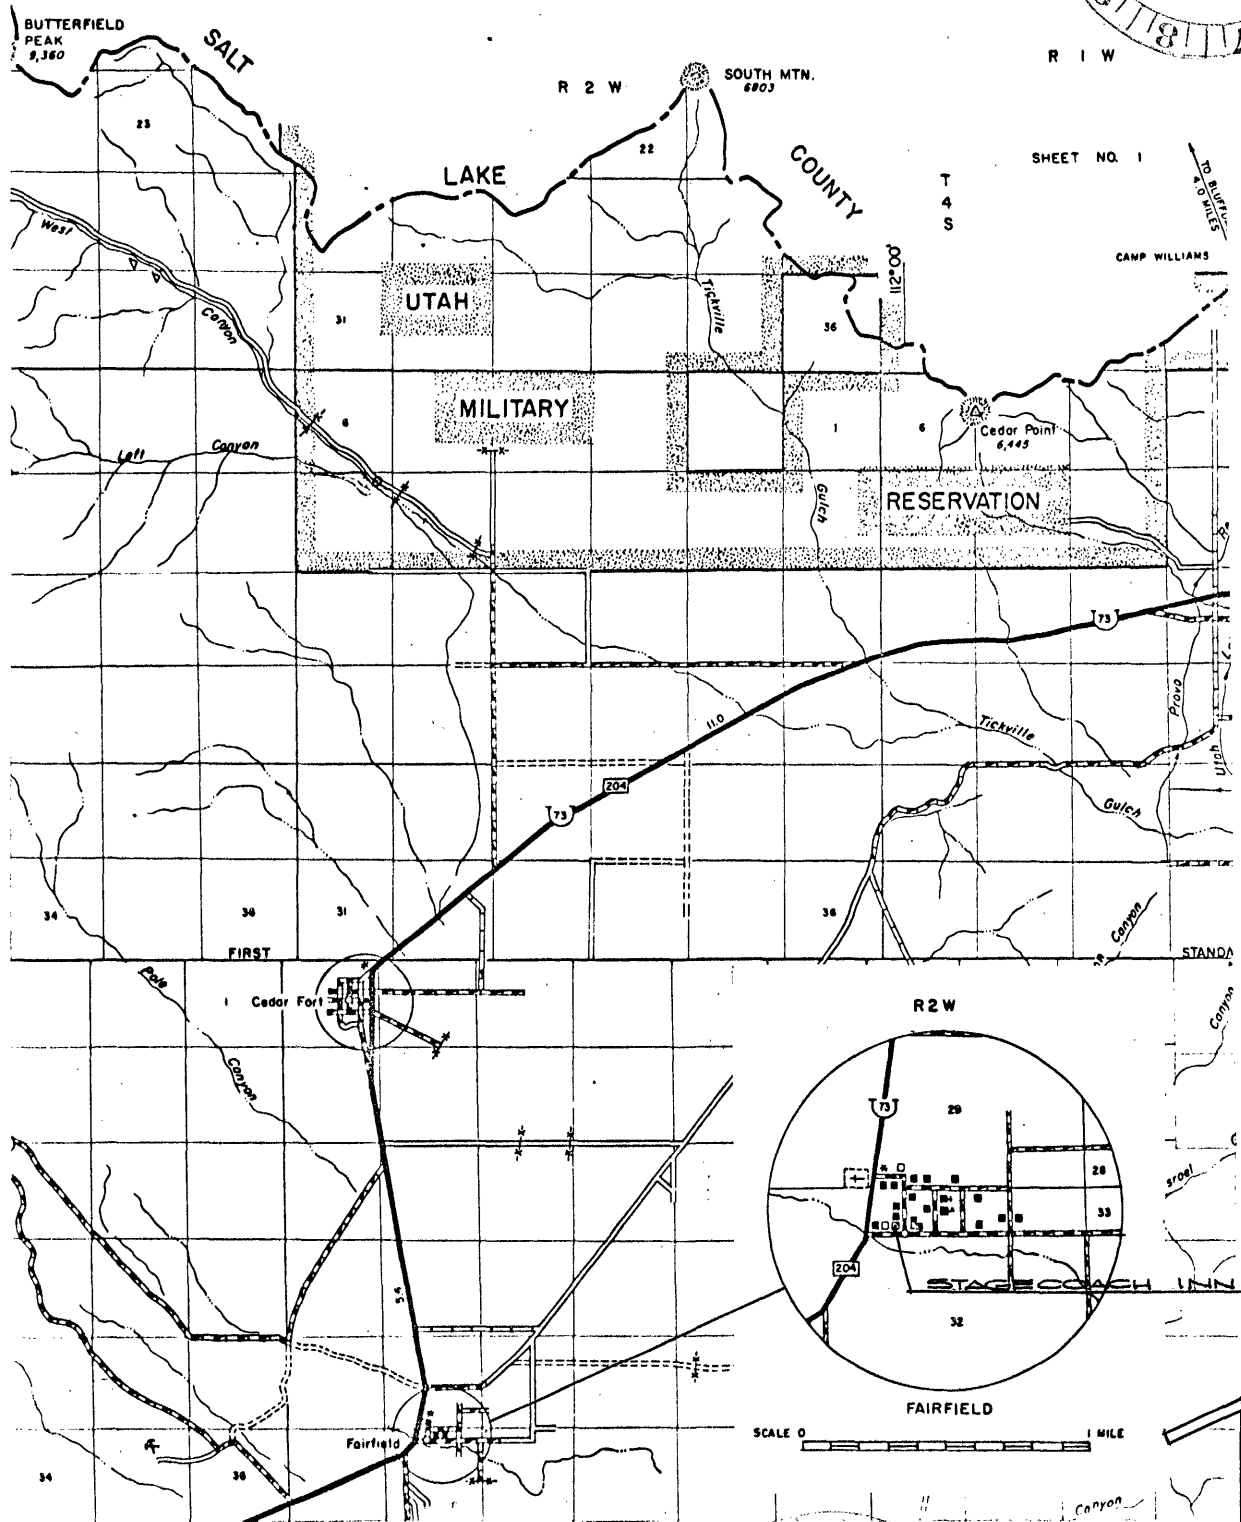 BUTTERFIELD
PEAK
9,360
SALT
R 2 W
SOUTH MTN.
6803
R 1 W
8
23
22
LAKE
COUNTY
T
4
S
SHEET NO. 1
TO BLUFFD
4.0 MILES
CAMP WILLIAMS
112°00'
West
Canyon
31
UTAH
Tickville
36
6
MILITARY
1
6
Cedar Point
6,445
Left Canyon
Gulch
RESERVATION
73
Provo
11.0
Tickville
Utah
204
73
Gulch
34
36
31
36
Canyon
FIRST
STANDA
Pole
1
Cedar Fort
Canyon
R2W
Canyon
73
29
28
sroel
33
204
STAGECOACH INN
32
5.4
FAIRFIELD
SCALE 0
1 MILE
Fairfield
34
36
Canyon